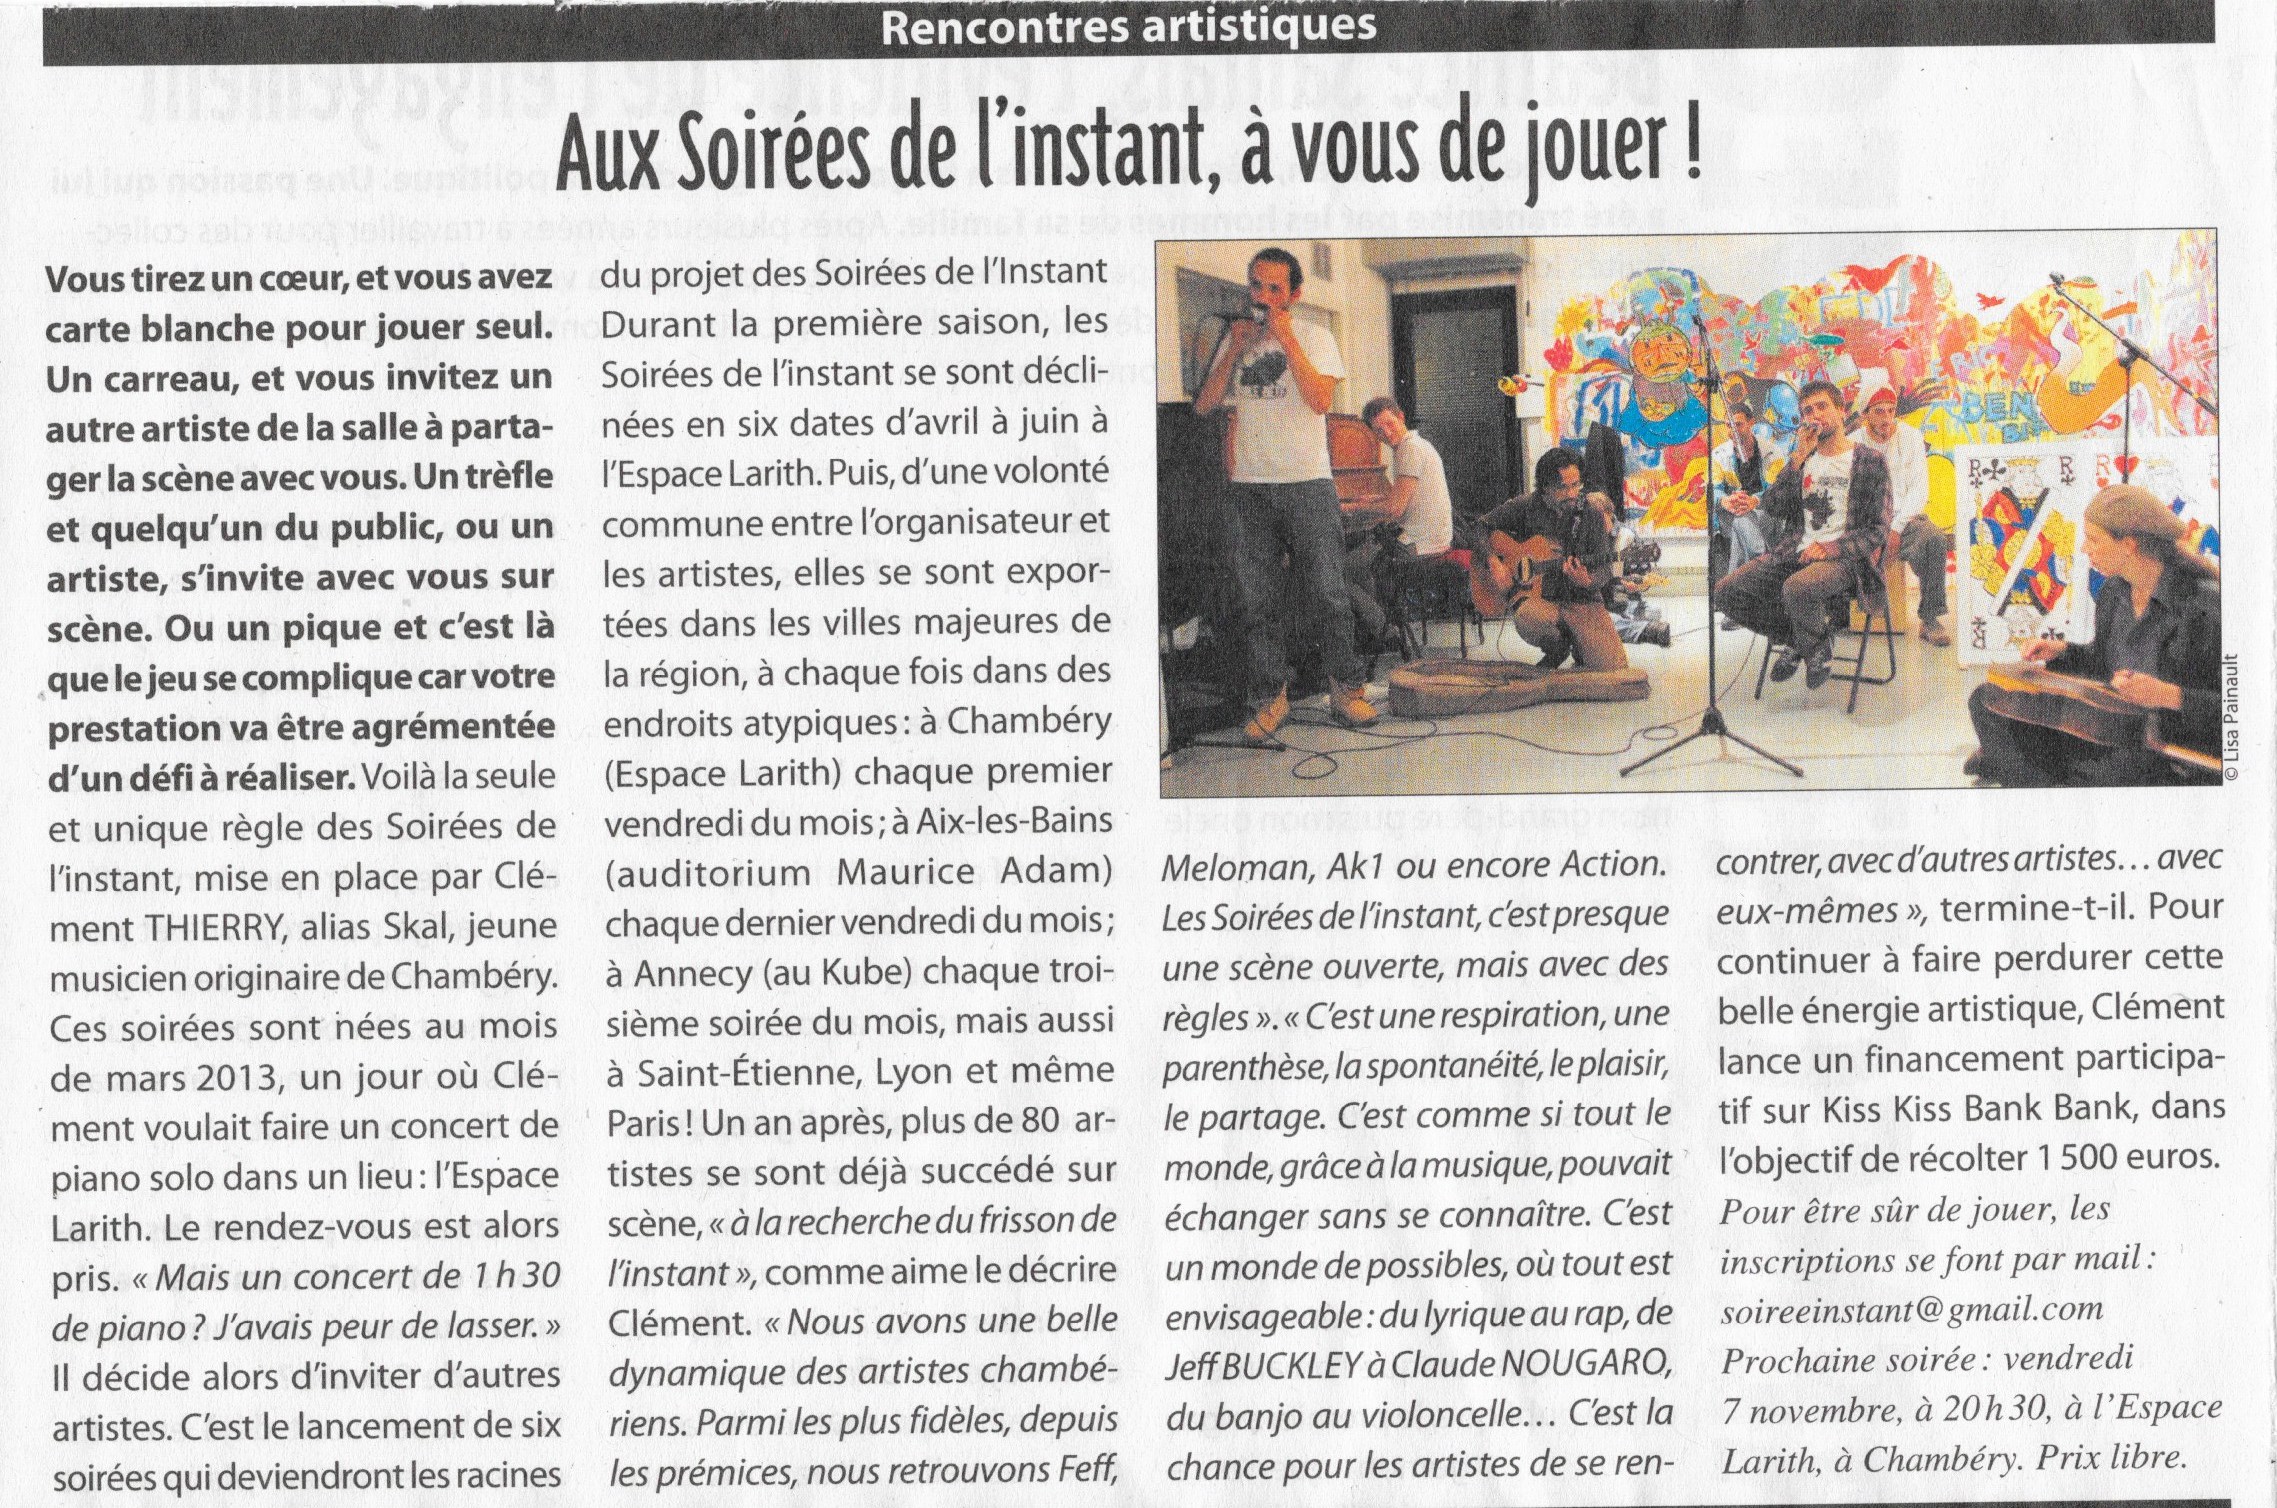 Rencontres artistiques
Aux Soirées de l'instant, à vous de jouer !
Vous tirez un cœur, et vous avez
carte blanche pour jouer seul.
Un carreau, et vous invitez un
autre artiste de la salle à parta-
ger la scène avec vous. Un trèfle
et quelqu'un du public, ou un
artiste, s'invite avec vous sur
scène. Ou un pique et c'est là
que le jeu se complique car votre
prestation va être agrémentée
d'un défi à réaliser. Voilà la seule
et unique règle des Soirées de
l'instant, mise en place par Clé-
ment THIERRY, alias Skal, jeune
musicien originaire de Chambéry.
Ces soirées sont nées au mois
de mars 2013, un jour où Clé-
ment voulait faire un concert de
piano solo dans un lieu : l'Espace
Larith. Le rendez-vous est alors
pris. « Mais un concert de 1 h 30
de piano ? J'avais peur de lasser. »
Il décide alors d'inviter d'autres
artistes. C'est le lancement de six
soirées qui deviendront les racines
du projet des Soirées de l'Instant
Durant la première saison, les
Soirées de l'instant se sont décli-
nées en six dates d'avril à juin à
l'Espace Larith. Puis, d'une volonté
commune entre l'organisateur et
les artistes, elles se sont expor-
tées dans les villes majeures de
la région, à chaque fois dans des
endroits atypiques : à Chambéry
(Espace Larith) chaque premier
vendredi du mois ; à Aix-les-Bains
(auditorium Maurice Adam)
chaque dernier vendredi du mois ;
à Annecy (au Kube) chaque troi-
sième soirée du mois, mais aussi
à Saint-Étienne, Lyon et même
Paris ! Un an après, plus de 80 ar-
tistes se sont déjà succédé sur
scène, « à la recherche du frisson de
l'instant », comme aime le décrire
Clément. « Nous avons une belle
dynamique des artistes chambé-
riens. Parmi les plus fidèles, depuis
les prémices, nous retrouvons Feff,
BEN
R
R
R
© Lisa Painault
Meloman, Ak1 ou encore Action.
Les Soirées de l'instant, c'est presque
une scène ouverte, mais avec des
règles ». « C'est une respiration, une
parenthèse, la spontanéité, le plaisir,
le partage. C'est comme si tout le
monde, grâce à la musique, pouvait
échanger sans se connaître. C'est
un monde de possibles, où tout est
envisageable : du lyrique au rap, de
Jeff BUCKLEY à Claude NOUGARO,
du banjo au violoncelle… C'est la
chance pour les artistes de se ren-
contrer, avec d'autres artistes… avec
eux-mêmes », termine-t-il. Pour
continuer à faire perdurer cette
belle énergie artistique, Clément
lance un financement participa-
tif sur Kiss Kiss Bank Bank, dans
l'objectif de récolter 1 500 euros.
Pour être sûr de jouer, les
inscriptions se font par mail :
soireeinstant@gmail.com
Prochaine soirée : vendredi
7 novembre, à 20 h 30, à l'Espace
Larith, à Chambéry. Prix libre.